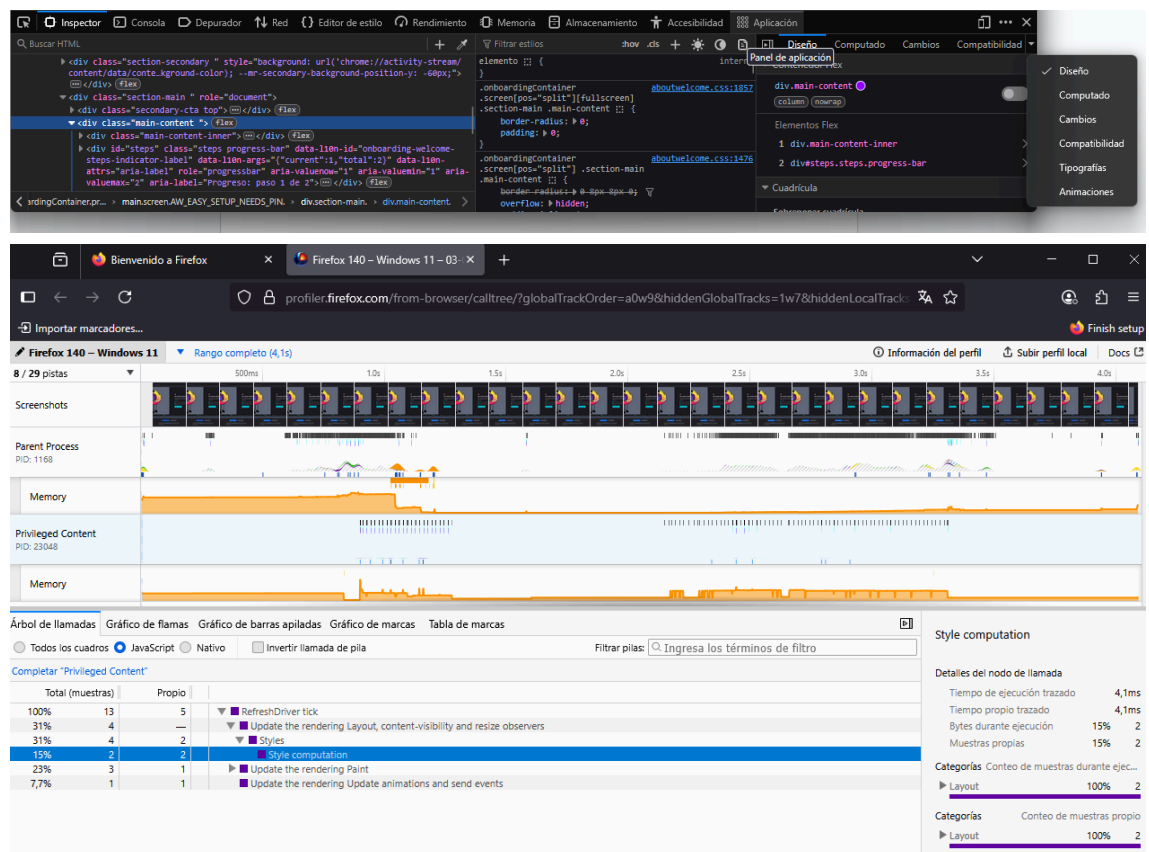 Inspector Consola Depurador Red Editor de estilo Rendimiento Memoria Almacenamiento Accesibilidad Aplicación
Buscar HTML
Filtrar estilos :hov .cls
Diseño Computado Cambios Compatibilidad
Panel de aplicación
<div class="section-secondary " style="background: url('chrome://activity-stream/
content/data/conte…kground-color); --mr-secondary-background-position-y: -60px;">
</div> flex
<div class="section-main " role="document">
<div class="secondary-cta top"></div> flex
<div class="main-content "> flex
<div class="main-content-inner"></div> flex
<div id="steps" class="steps progress-bar" data-l10n-id="onboarding-welcome-
steps-indicator-label" data-l10n-args="{"current":1,"total":2}" data-l10n-
attrs="aria-label" role="progressbar" aria-valuenow="1" aria-valuemin="1" aria-
valuemax="2" aria-label="Progreso: paso 1 de 2"></div> flex
ardingContainer.pr… main.screen.AW_EASY_SETUP_NEEDS_PIN. div.section-main. div.main-content.
elemento { intern
}
.onboardingContainer aboutwelcome.css:1857
.screen[pos="split"][fullscreen]
.section-main .main-content {
border-radius: 0;
padding: 0;
}
.onboardingContainer aboutwelcome.css:1476
.screen[pos="split"] .section-main
.main-content {
border-radius: 0 8px 8px 0;
overflow: hidden;
Contenedor Flex
div.main-content
column nowrap
Elementos Flex
1 div.main-content-inner
2 div#steps.steps.progress-bar
Cuadrícula
Sobreponer cuadrícula
Diseño
Computado
Cambios
Compatibilidad
Tipografías
Animaciones
Bienvenido a Firefox
Firefox 140 – Windows 11 – 03-
profiler.firefox.com/from-browser/calltree/?globalTrackOrder=a0w9&hiddenGlobalTracks=1w7&hiddenLocalTracks
Importar marcadores...
Finish setup
Firefox 140 – Windows 11 Rango completo (4,1s) Información del perfil Subir perfil local Docs
8 / 29 pistas 500ms 1.0s 1.5s 2.0s 2.5s 3.0s 3.5s 4.0s
Screenshots
Parent Process
PID: 1168
Memory
Privileged Content
PID: 23048
Memory
Árbol de llamadas Gráfico de flamas Gráfico de barras apiladas Gráfico de marcas Tabla de marcas
Todos los cuadros JavaScript Nativo Invertir llamada de pila Filtrar pilas: Ingresa los términos de filtro
Completar "Privileged Content"
Total (muestras) Propio
100% 13 5 RefreshDriver tick
31% 4 — Update the rendering Layout, content-visibility and resize observers
31% 4 2 Styles
15% 2 2 Style computation
23% 3 1 Update the rendering Paint
7,7% 1 1 Update the rendering Update animations and send events
Style computation
Detalles del nodo de llamada
Tiempo de ejecución trazado 4,1ms
Tiempo propio trazado 4,1ms
Bytes durante ejecución 15% 2
Muestras propias 15% 2
Categorías Conteo de muestras durante ejec...
Layout 100% 2
Categorías Conteo de muestras propio
Layout 100% 2